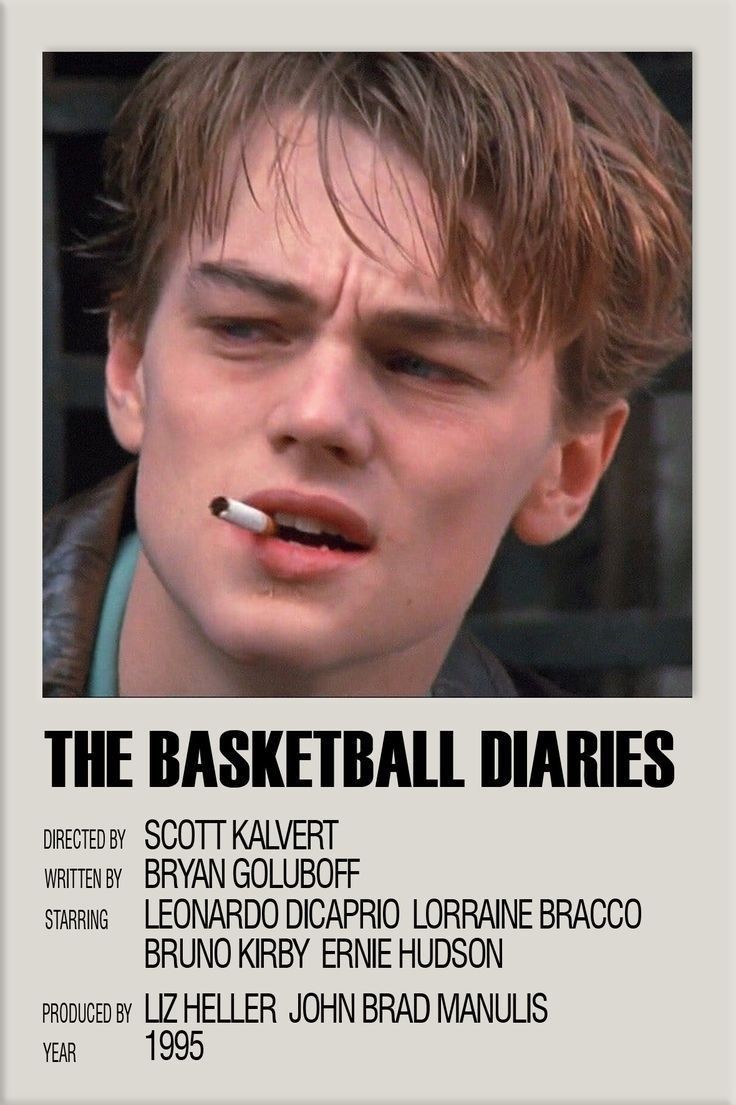 THE BASKETBALL DIARIES
DIRECTED BY SCOTT KALVERT
WRITTEN BY BRYAN GOLUBOFF
STARRING LEONARDO DICAPRIO LORRAINE BRACCO
BRUNO KIRBY ERNIE HUDSON
PRODUCED BY LIZ HELLER JOHN BRAD MANULIS
YEAR 1995